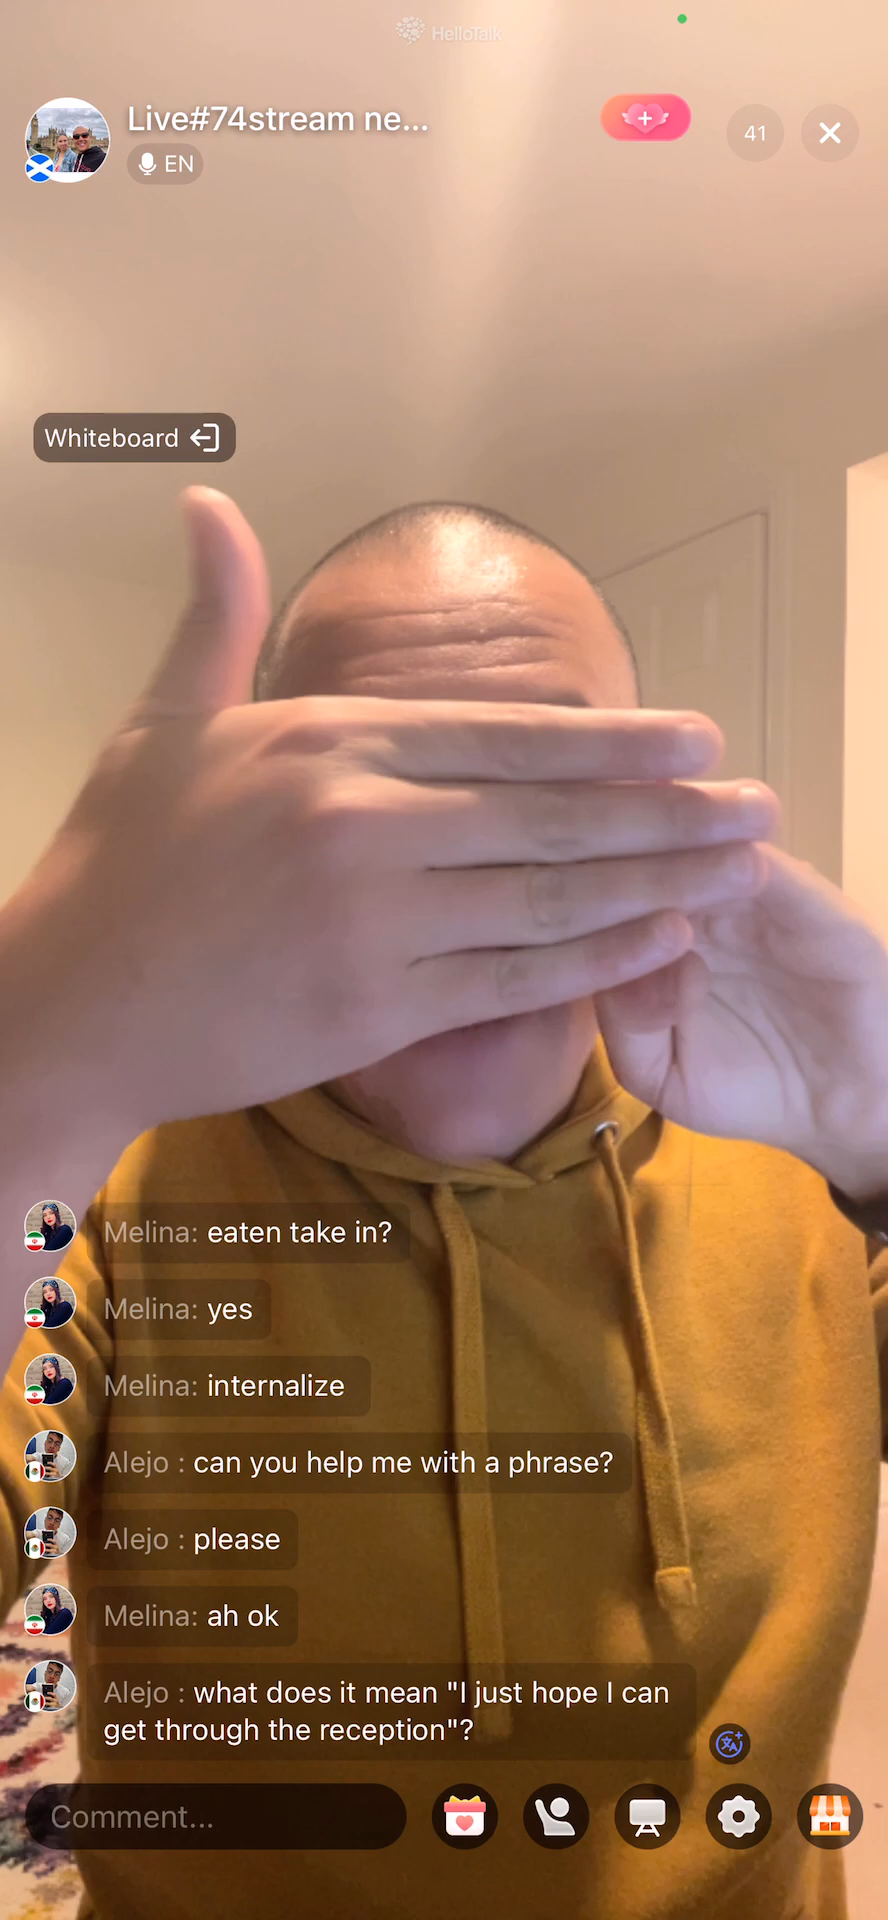 HelloTalk
Live#74stream ne...
41
EN
Whiteboard
Melina: eaten take in?
Melina: yes
Melina: internalize
Alejo : can you help me with a phrase?
Alejo : please
Melina: ah ok
Alejo : what does it mean "I just hope I can
get through the reception"?
Comment...